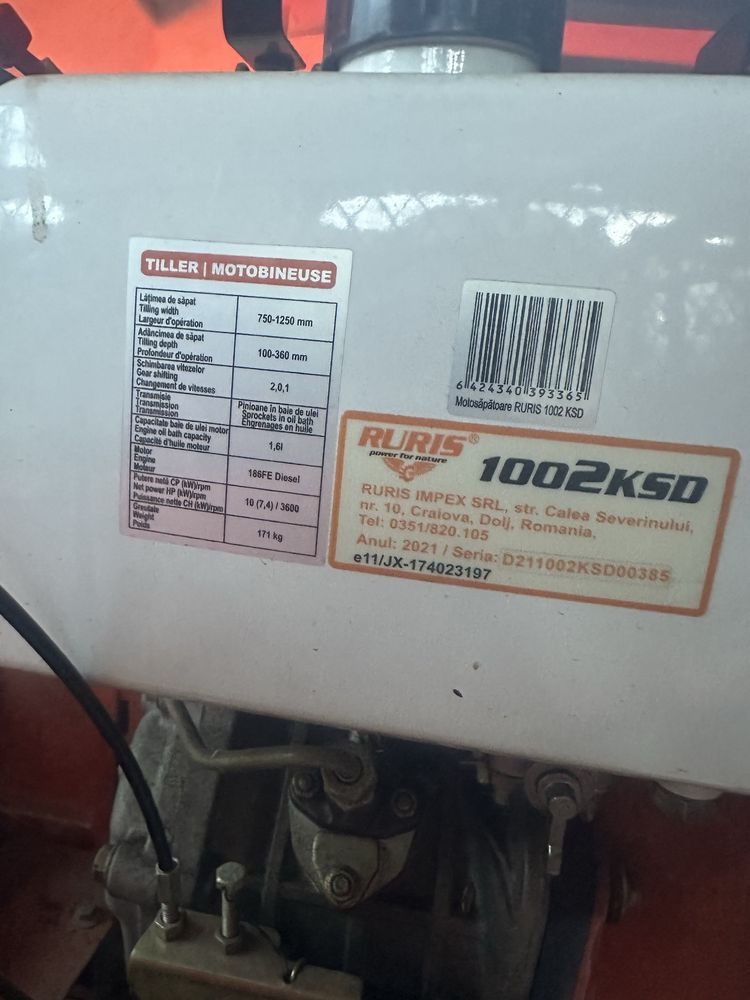 TILLER | MOTOBINEUSE
Lățimea de săpat
Tilling width
Largeur d'opération
750-1250 mm
Adâncimea de săpat
Tilling depth
Profondeur d'opération
100-360 mm
Schimbarea vitezelor
Gear shifting
Changement de vitesses
2,0,1
Transmisie
Transmission
Transmission
Pinioane în baie de ulei
Sprockets in oil bath
Engrenages en huile
Capacitate baie de ulei motor
Engine oil bath capacity
Capacité d'huile moteur
1,6l
Motor
Engine
Moteur
186FE Diesel
Putere netă CP (kW)/rpm
Net power HP (kW)/rpm
Puissance nette CH (kW)/rpm
10 (7,4) / 3600
Greutate
Weight
Poids
171 kg
6 424340 393365
Motosăpătoare RURIS 1002 KSD
RURIS®
power for nature
1002KSD
RURIS IMPEX SRL, str. Calea Severinului,
nr. 10, Craiova, Dolj, Romania,
Tel: 0351/820.105
Anul: 2021 / Seria: D211002KSD00385
e11/JX-174023197